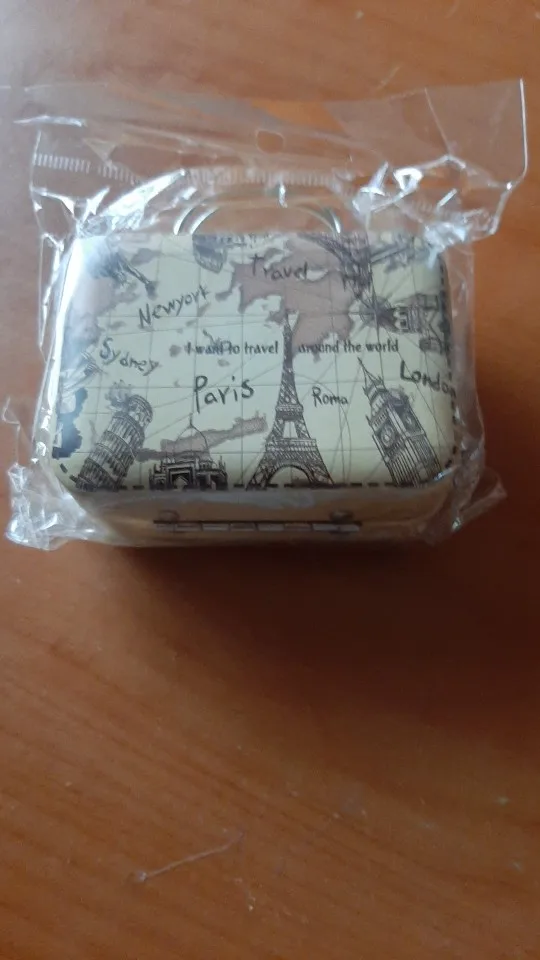 Travel
Newyork
I want to travel around the world
Sydney
Paris
Roma
London